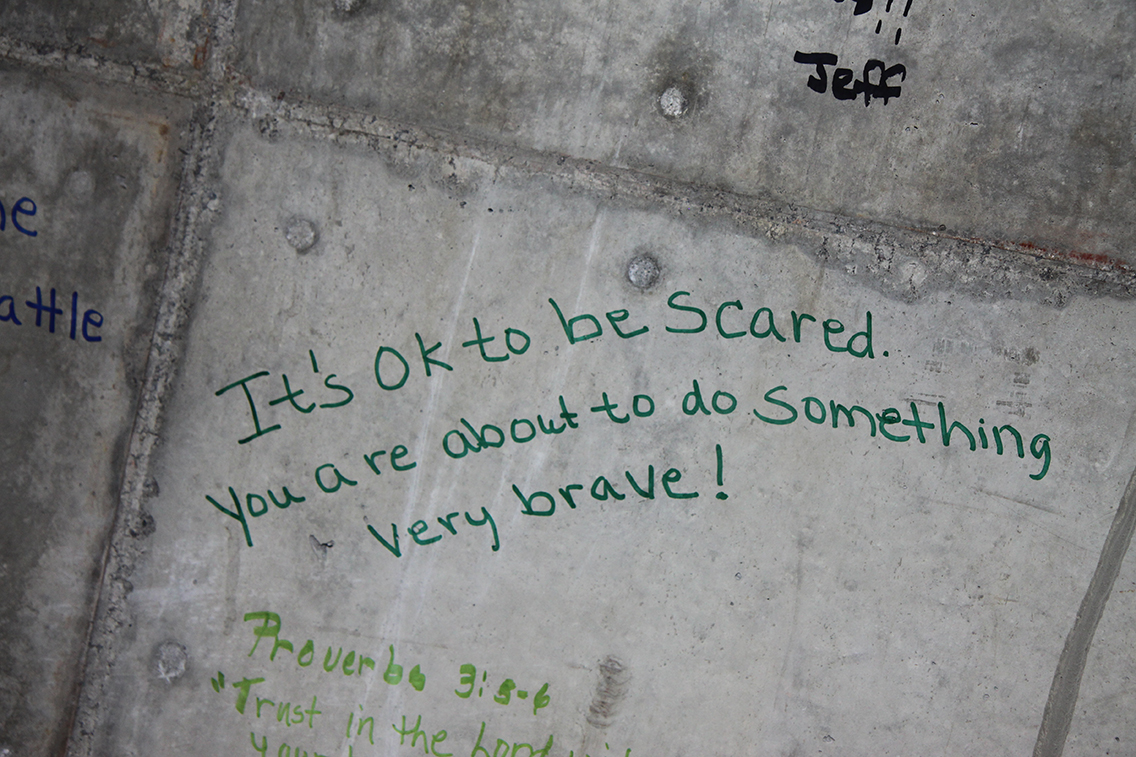 Jeff
attle
It's Ok to be Scared.
you are about to do something
very brave!
Proverbs 3:5-6
"Trust in the Lord